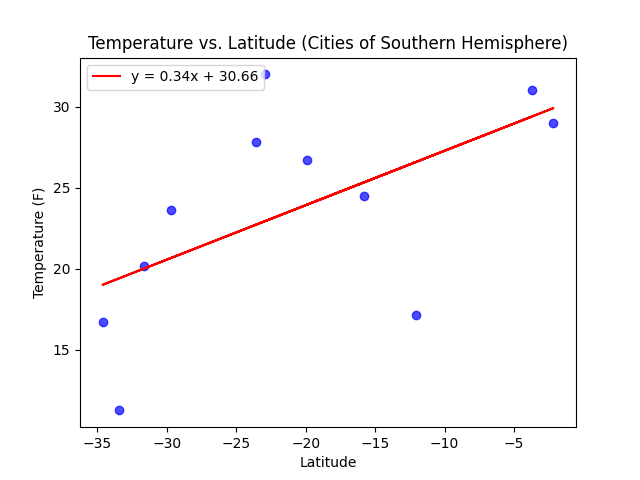 Temperature vs. Latitude (Cities of Southern Hemisphere)
y = 0.34x + 30.66
30
25
20
15
Temperature (F)
−35 −30 −25 −20 −15 −10 −5
Latitude